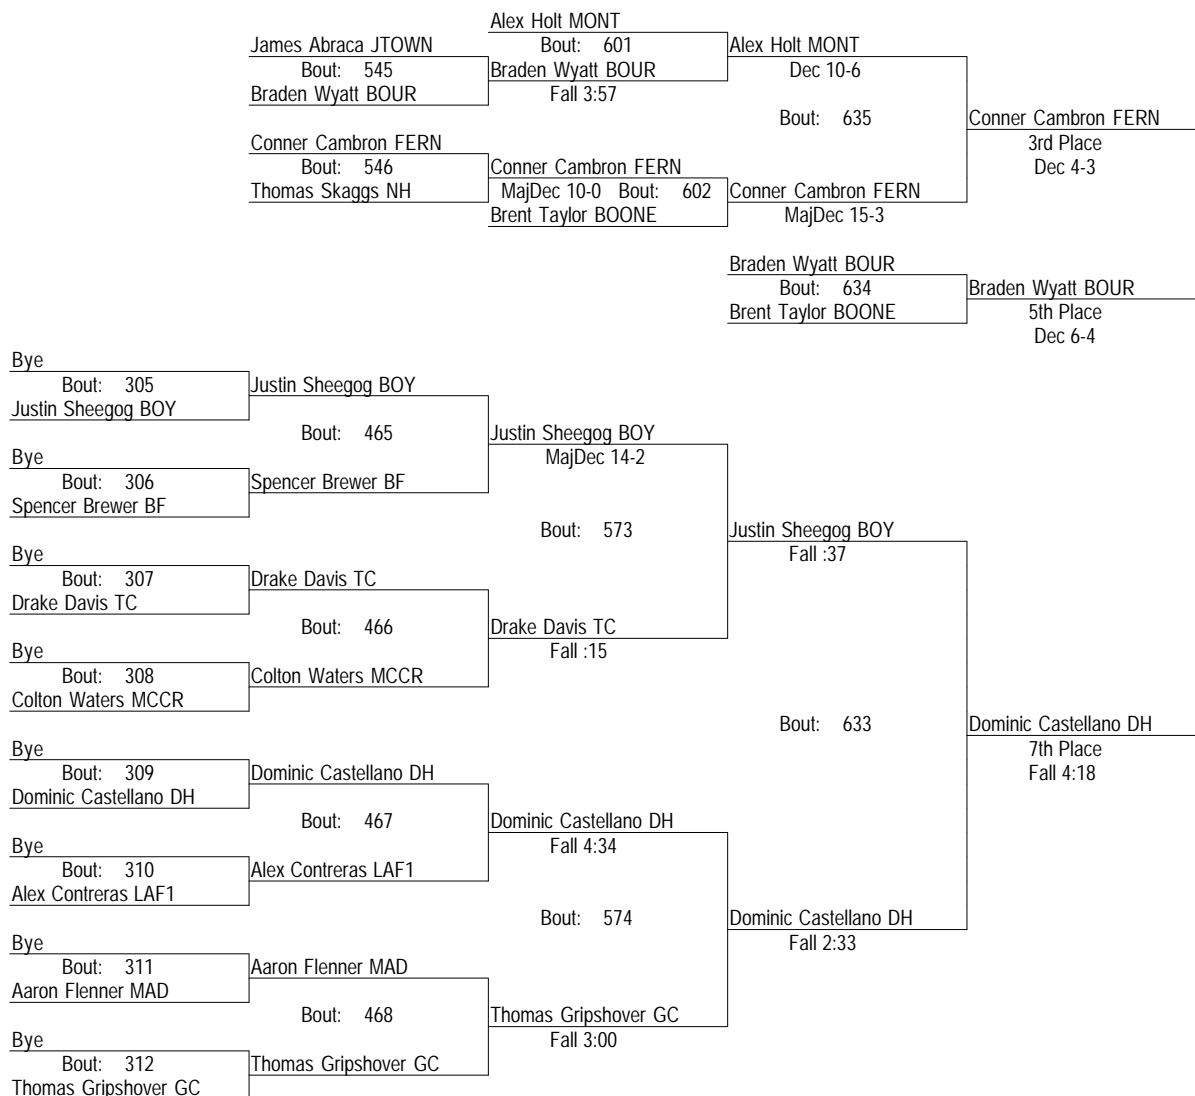 Alex Holt MONT
James Abraca JTOWN
Bout: 601
Alex Holt MONT
Bout: 545
Braden Wyatt BOUR
Dec 10-6
Braden Wyatt BOUR
Fall 3:57
Bout: 635
Conner Cambron FERN
Conner Cambron FERN
3rd Place
Bout: 546
Conner Cambron FERN
Dec 4-3
Thomas Skaggs NH
MajDec 10-0 Bout: 602
Conner Cambron FERN
Brent Taylor BOONE
MajDec 15-3
Braden Wyatt BOUR
Bout: 634
Braden Wyatt BOUR
Brent Taylor BOONE
5th Place
Dec 6-4
Bye
Bout: 305
Justin Sheegog BOY
Justin Sheegog BOY
Bout: 465
Justin Sheegog BOY
Bye
MajDec 14-2
Bout: 306
Spencer Brewer BF
Spencer Brewer BF
Bout: 573
Justin Sheegog BOY
Bye
Fall :37
Bout: 307
Drake Davis TC
Drake Davis TC
Bout: 466
Drake Davis TC
Bye
Fall :15
Bout: 308
Colton Waters MCCR
Colton Waters MCCR
Bout: 633
Dominic Castellano DH
Bye
7th Place
Bout: 309
Dominic Castellano DH
Fall 4:18
Dominic Castellano DH
Bout: 467
Dominic Castellano DH
Bye
Fall 4:34
Bout: 310
Alex Contreras LAF1
Alex Contreras LAF1
Bout: 574
Dominic Castellano DH
Bye
Fall 2:33
Bout: 311
Aaron Flenner MAD
Aaron Flenner MAD
Bout: 468
Thomas Gripshover GC
Bye
Fall 3:00
Bout: 312
Thomas Gripshover GC
Thomas Gripshover GC